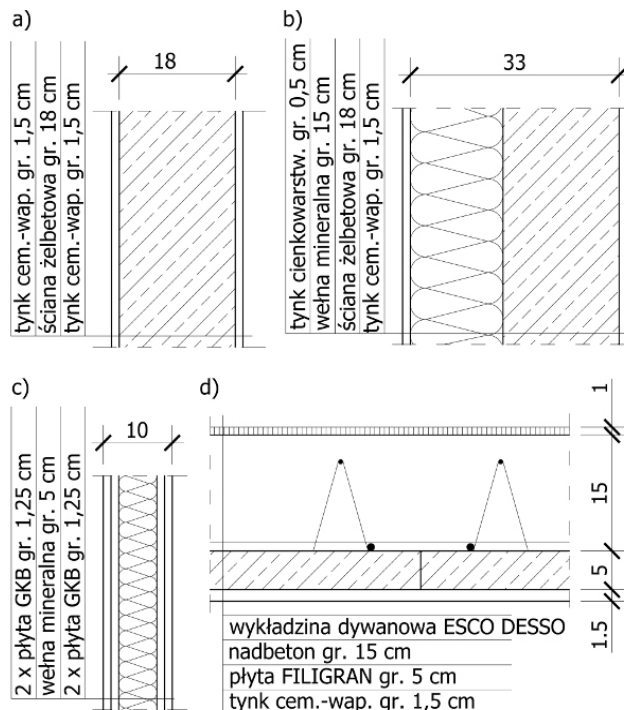 a)
18
tynk cem.-wap. gr. 1,5 cm
ściana żelbetowa gr. 18 cm
tynk cem.-wap. gr. 1,5 cm
b)
33
tynk cienkowarstw. gr. 0,5 cm
wełna mineralna gr. 15 cm
ściana żelbetowa gr. 18 cm
tynk cem.-wap. gr. 1,5 cm
c)
10
2 x płyta GKB gr. 1,25 cm
wełna mineralna gr. 5 cm
2 x płyta GKB gr. 1,25 cm
d)
1
15
5
1.5
wykładzina dywanowa ESCO DESSO
nadbeton gr. 15 cm
płyta FILIGRAN gr. 5 cm
tynk cem.-wap. gr. 1,5 cm